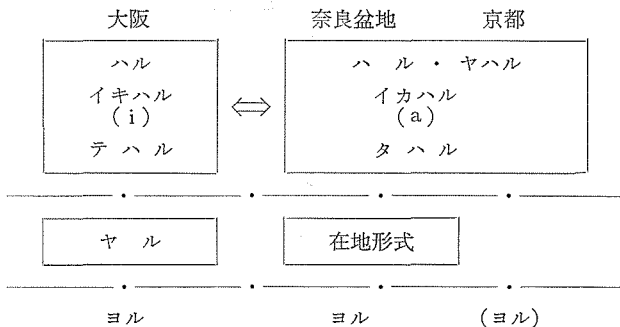 大阪 奈良盆地 京都
ハル ハル・ヤハル
イキハル ⇔ イカハル
(i) (a)
テハル タハル
ヤル 在地形式
ヨル ヨル (ヨル)